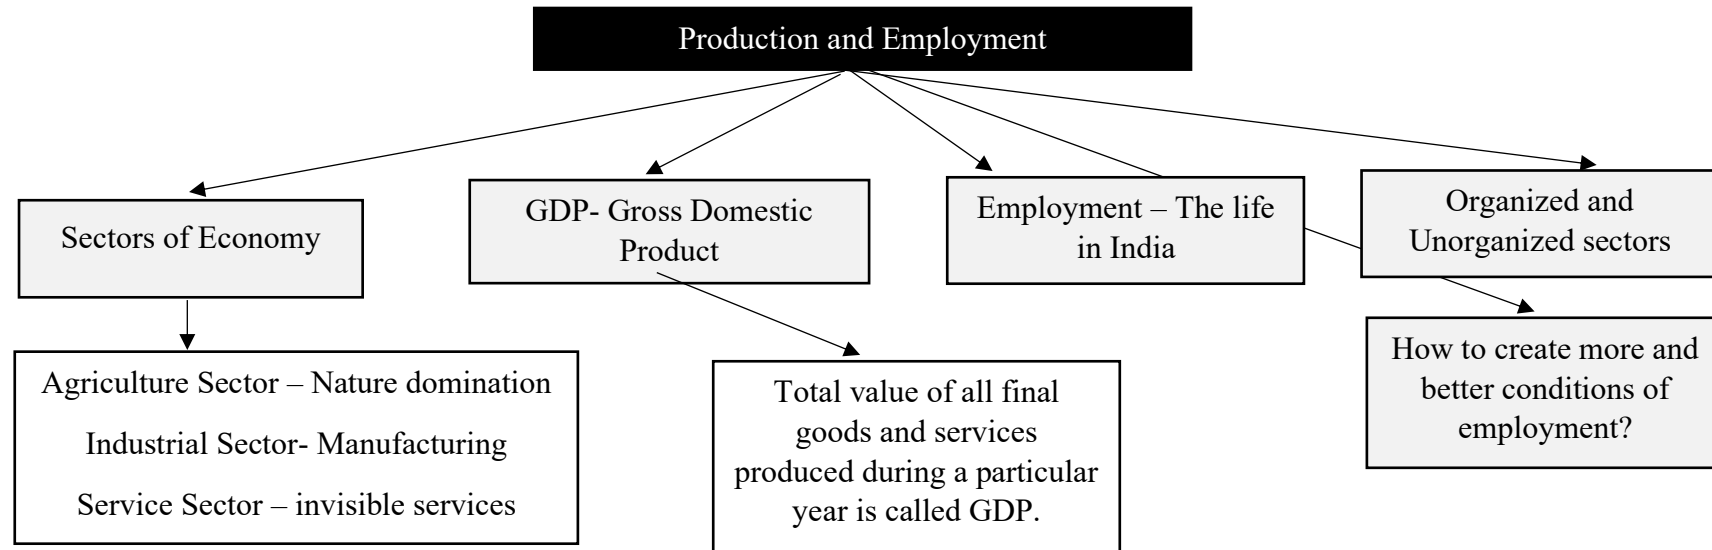 Production and Employment
Sectors of Economy
GDP- Gross Domestic
Product
Employment – The life
in India
Organized and
Unorganized sectors
Agriculture Sector – Nature domination
Industrial Sector- Manufacturing
Service Sector – invisible services
Total value of all final
goods and services
produced during a particular
year is called GDP.
How to create more and
better conditions of
employment?